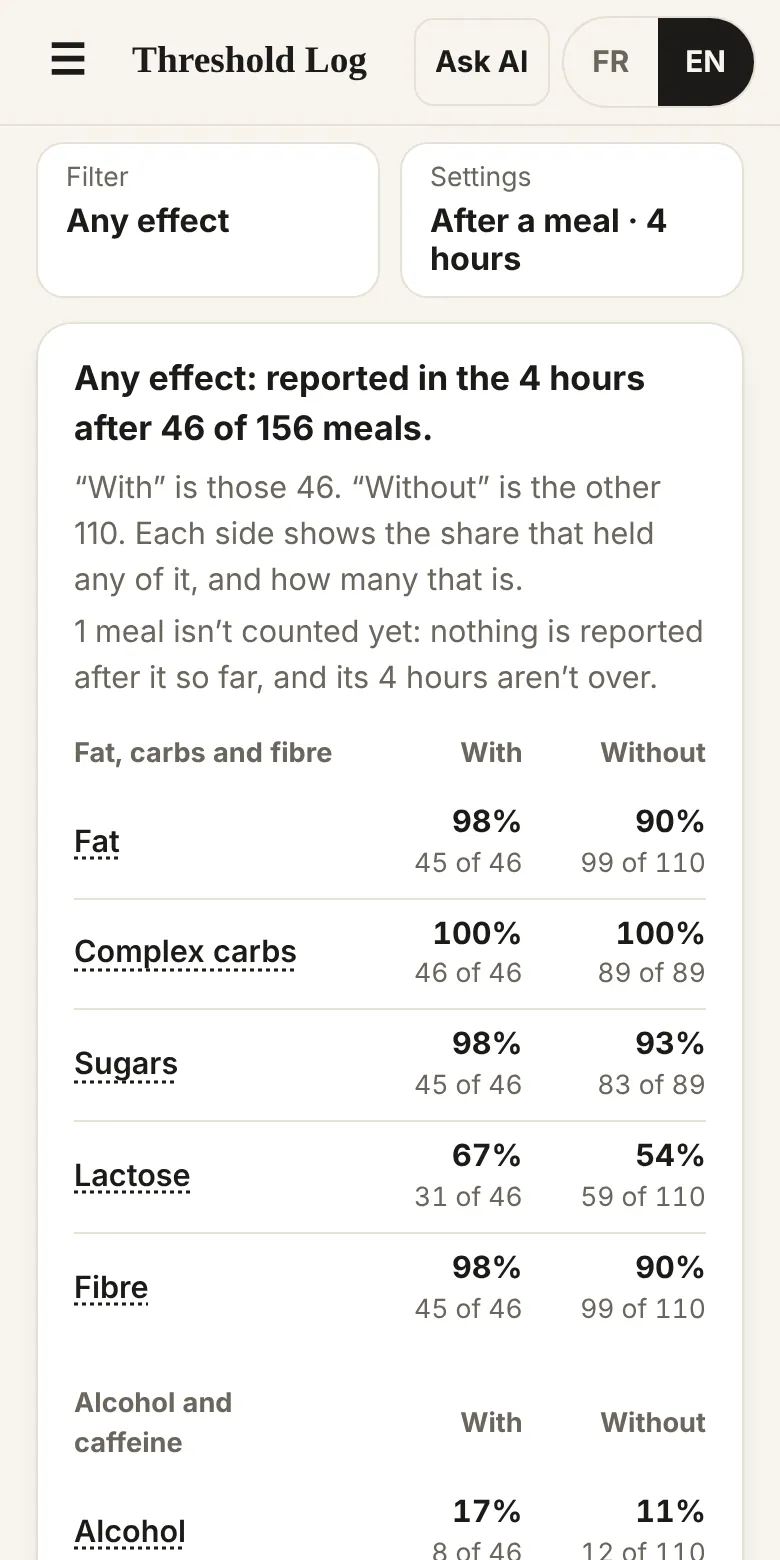 ☰ Threshold Log Ask AI FR EN
Filter
Any effect
Settings
After a meal · 4
hours
Any effect: reported in the 4 hours
after 46 of 156 meals.
“With” is those 46. “Without” is the other
110. Each side shows the share that held
any of it, and how many that is.
1 meal isn’t counted yet: nothing is reported
after it so far, and its 4 hours aren’t over.
Fat, carbs and fibre With Without
Fat 98% 90%
45 of 46 99 of 110
Complex carbs 100% 100%
46 of 46 89 of 89
Sugars 98% 93%
45 of 46 83 of 89
Lactose 67% 54%
31 of 46 59 of 110
Fibre 98% 90%
45 of 46 99 of 110
Alcohol and
caffeine With Without
Alcohol 17% 11%
8 of 46 12 of 110